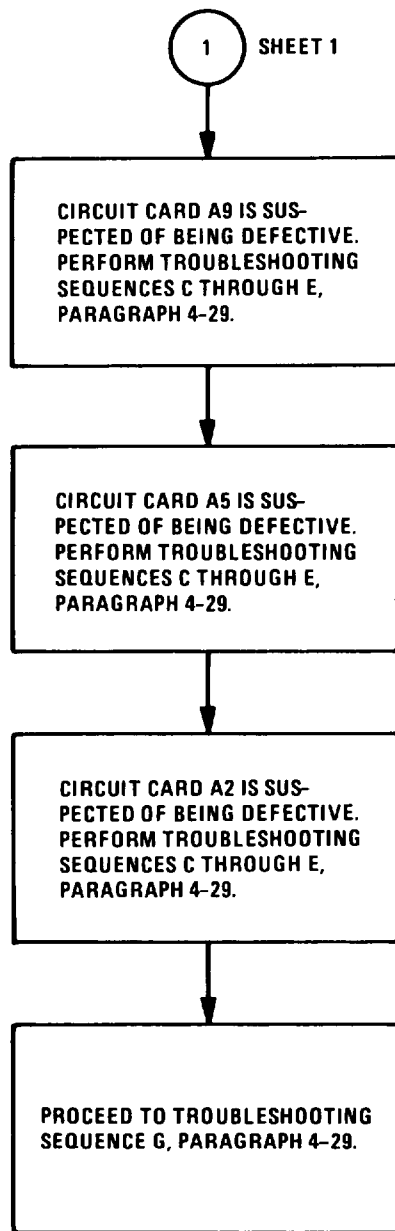 1 SHEET 1
CIRCUIT CARD A9 IS SUS-
PECTED OF BEING DEFECTIVE.
PERFORM TROUBLESHOOTING
SEQUENCES C THROUGH E,
PARAGRAPH 4-29.
CIRCUIT CARD A5 IS SUS-
PECTED OF BEING DEFECTIVE.
PERFORM TROUBLESHOOTING
SEQUENCES C THROUGH E,
PARAGRAPH 4-29.
CIRCUIT CARD A2 IS SUS-
PECTED OF BEING DEFECTIVE.
PERFORM TROUBLESHOOTING
SEQUENCES C THROUGH E,
PARAGRAPH 4-29.
PROCEED TO TROUBLESHOOTING
SEQUENCE G, PARAGRAPH 4-29.